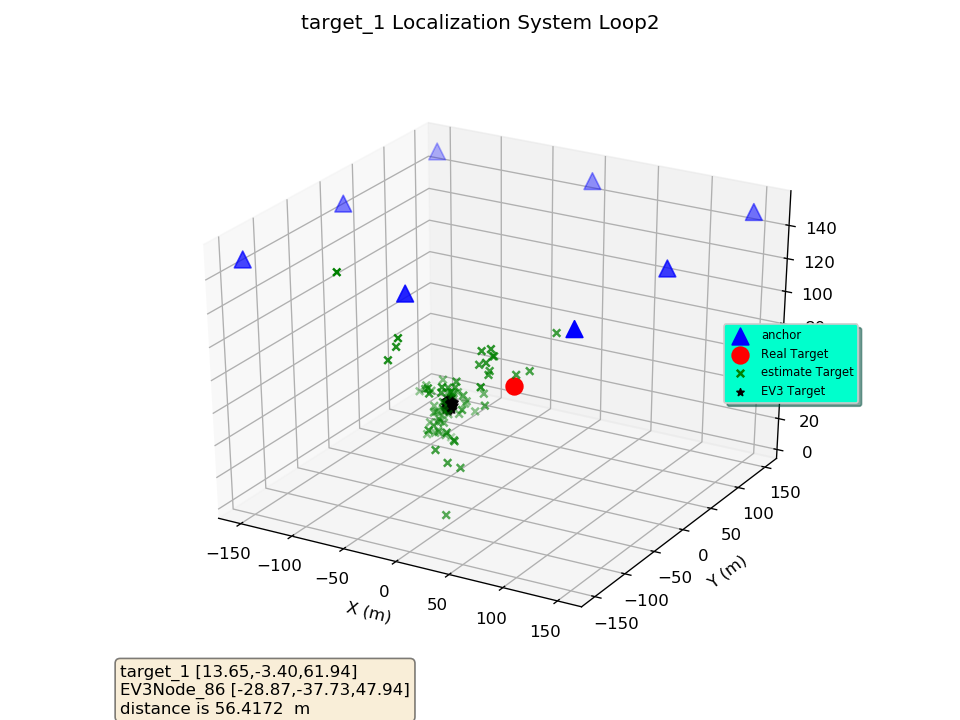 target_1 Localization System Loop2
140
120
100
20
0
anchor
Real Target
estimate Target
EV3 Target
150
100
50
0
−50
−100
−150
Y (m)
−150
−100
−50
0
50
100
150
X (m)
target_1 [13.65,-3.40,61.94]
EV3Node_86 [-28.87,-37.73,47.94]
distance is 56.4172  m